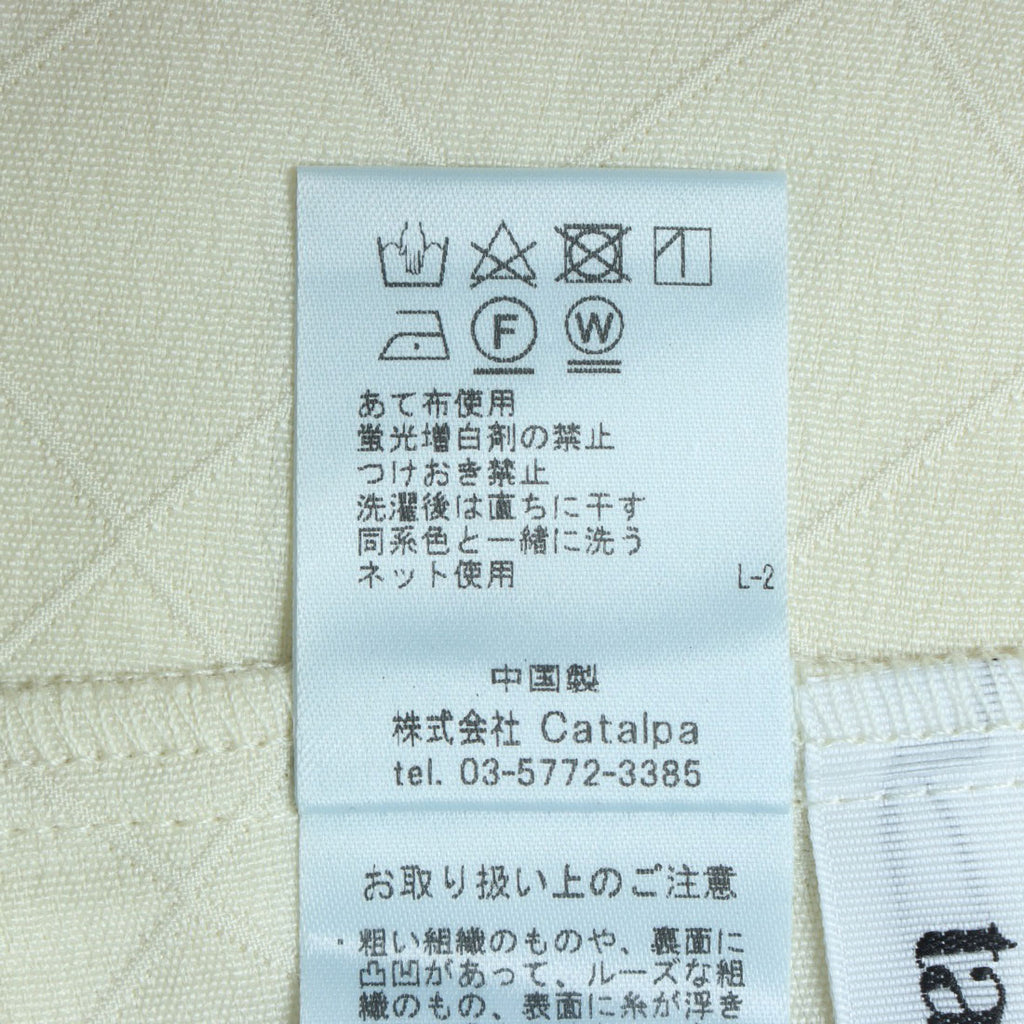 F W
あて布使用
蛍光増白剤の禁止
つけおき禁止
洗濯後は直ちに干す
同系色と一緒に洗う
ネット使用
L-2
中国製
株式会社 Catalpa
tel. 03-5772-3385
お取り扱い上のご注意
・粗い組織のものや、裏面に
凸凹があって、ルーズな組
織のもの、表面に糸が浮き
ta